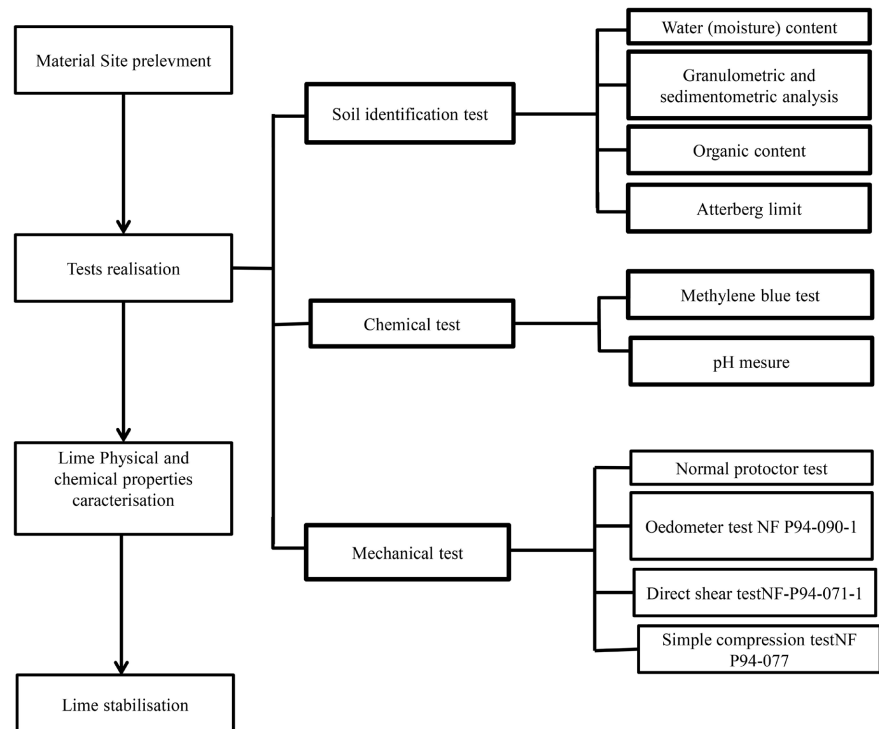 Material Site prelevment
Tests realisation
Lime Physical and
chemical properties
caracterisation
Lime stabilisation
Soil identification test
Water (moisture) content
Granulometric and
sedimentometric analysis
Organic content
Atterberg limit
Chemical test
Methylene blue test
pH mesure
Mechanical test
Normal protoctor test
Oedometer test NF P94-090-1
Direct shear testNF-P94-071-1
Simple compression testNF
P94-077